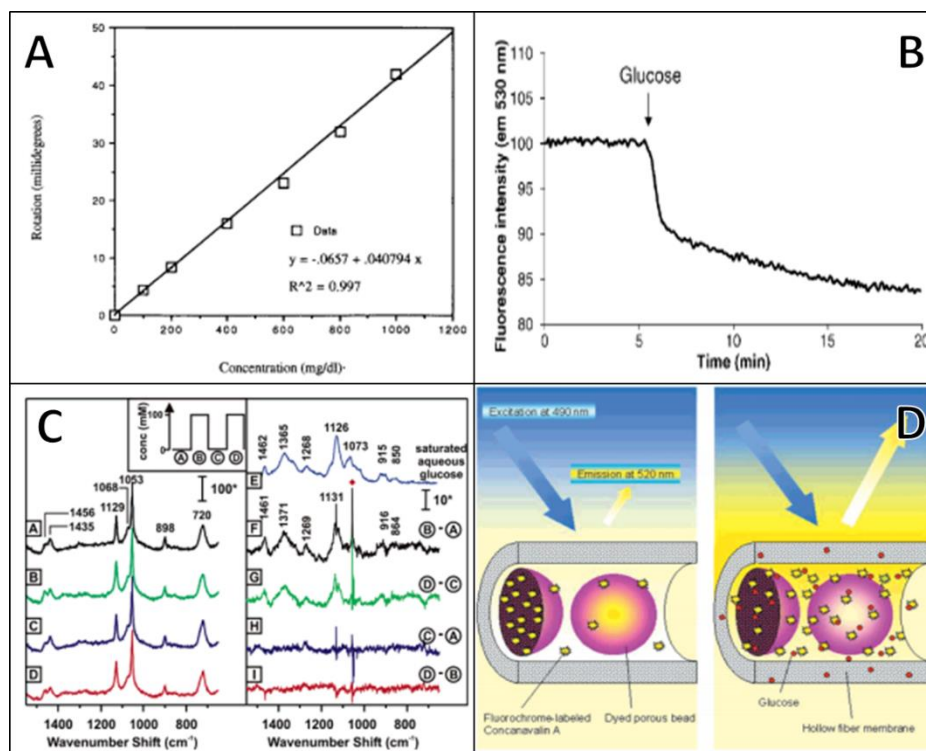 A
50
40
30
20
10
0
Rotation (millidegrees)
Data
y = -.0657 + .040794 x
R^2 = 0.997
0 200 400 600 800 1000 1200
Concentration (mg/dl)·
B
110
105
100
95
90
85
80
Fluorescence intensity (em 530 nm)
Glucose
0 5 10 15 20
Time (min)
C
conc (mM)
100
0
A B C D
1068 1053
1129
100*
1456
1435
898
720
A
B
C
D
1400 1200 1000 800
Wavenumber Shift (cm-1)
1462
1365
1268
1126
1073
915
850
saturated
aqueous
glucose
E
10*
1461
1371
1269
1131
916
864
F
B - A
G
D - C
H
C - A
I
D - B
1400 1200 1000 800
Wavenumber Shift (cm-1)
D
Excitation at 490nm
Emission at 520nm
Fluorochrome-labeled
Concanavalin A
Dyed porous bead
Glucose
Hollow fiber membrane